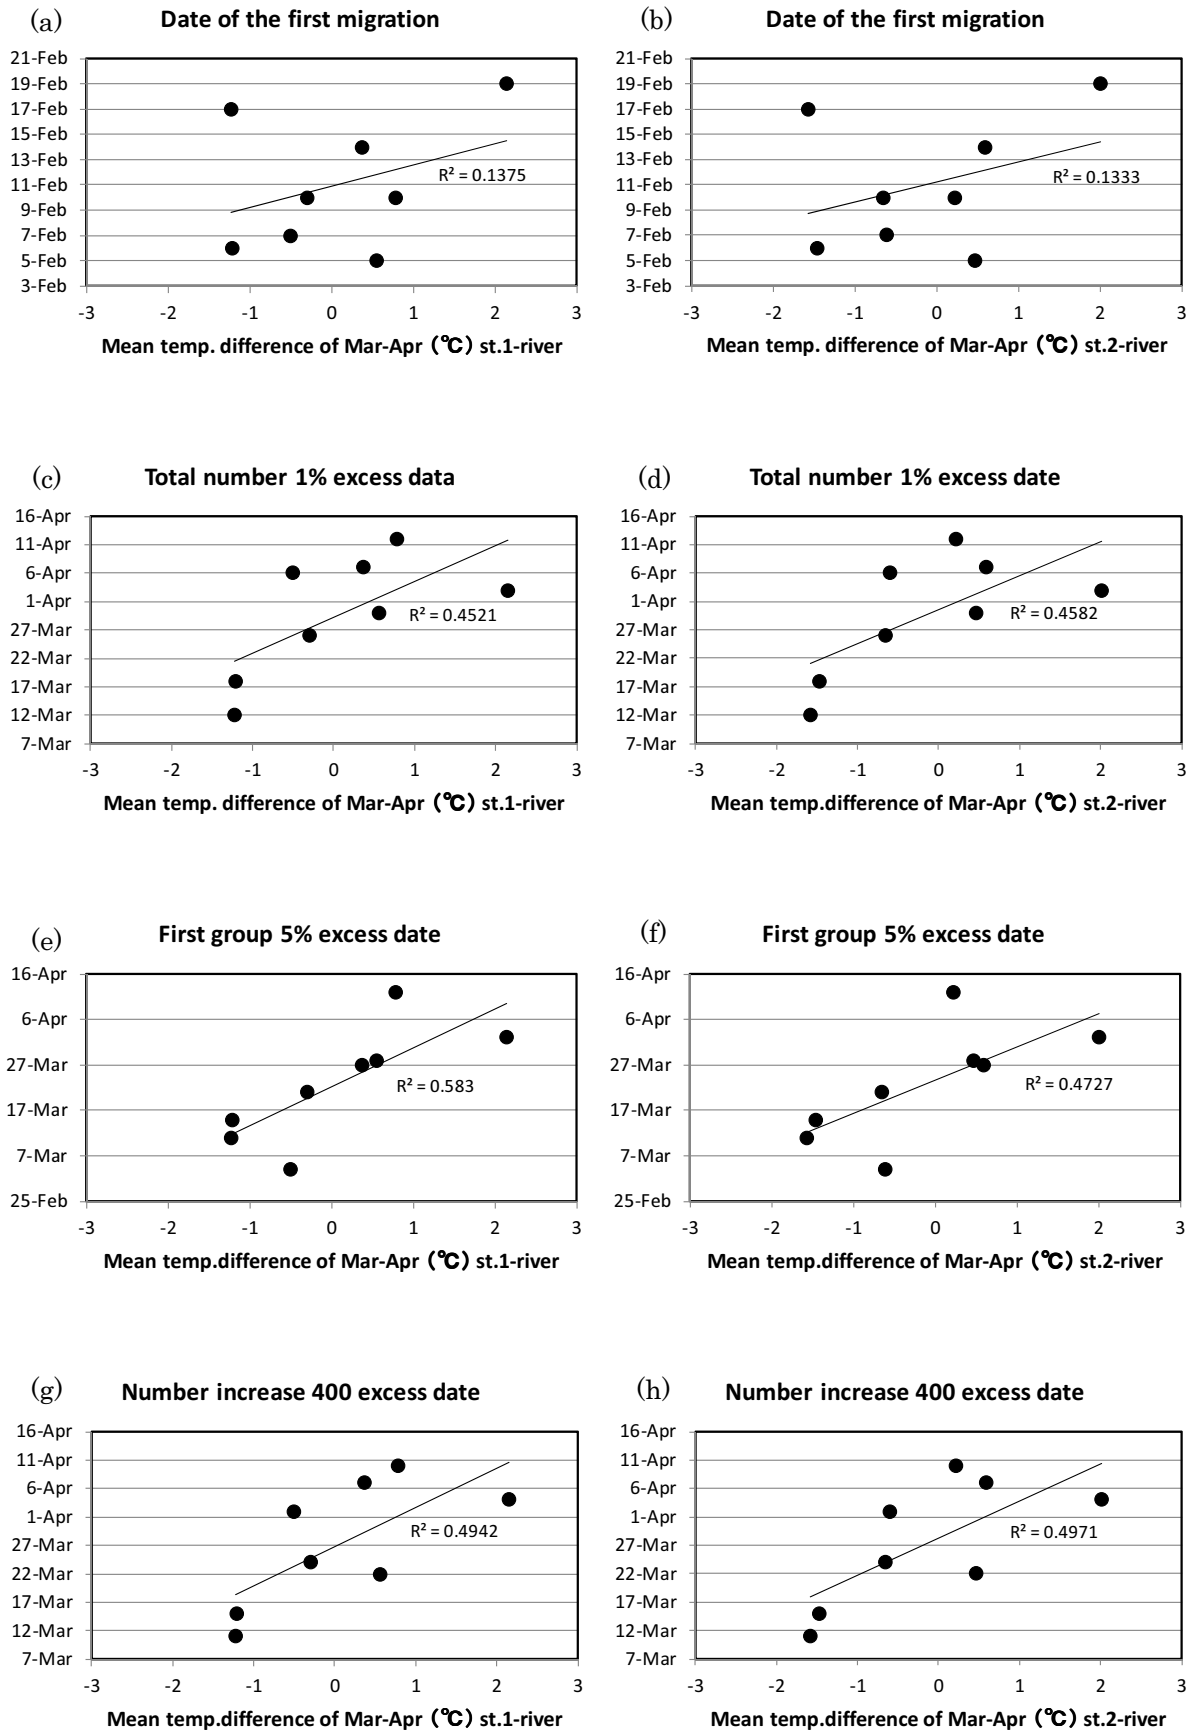 (a) Date of the first migration
21-Feb
19-Feb
17-Feb
15-Feb
13-Feb
11-Feb
9-Feb
7-Feb
5-Feb
3-Feb
R² = 0.1375
-3 -2 -1 0 1 2 3
Mean temp. difference of Mar-Apr (℃) st.1-river
(b) Date of the first migration
21-Feb
19-Feb
17-Feb
15-Feb
13-Feb
11-Feb
9-Feb
7-Feb
5-Feb
3-Feb
R² = 0.1333
-3 -2 -1 0 1 2 3
Mean temp. difference of Mar-Apr (℃) st.2-river
(c) Total number 1% excess data
16-Apr
11-Apr
6-Apr
1-Apr
27-Mar
22-Mar
17-Mar
12-Mar
7-Mar
R² = 0.4521
-3 -2 -1 0 1 2 3
Mean temp. difference of Mar-Apr (℃) st.1-river
(d) Total number 1% excess date
16-Apr
11-Apr
6-Apr
1-Apr
27-Mar
22-Mar
17-Mar
12-Mar
7-Mar
R² = 0.4582
-3 -2 -1 0 1 2 3
Mean temp.difference of Mar-Apr (℃) st.2-river
(e) First group 5% excess date
16-Apr
6-Apr
27-Mar
17-Mar
7-Mar
25-Feb
R² = 0.583
-3 -2 -1 0 1 2 3
Mean temp.difference of Mar-Apr (℃) st.1-river
(f) First group 5% excess date
16-Apr
6-Apr
27-Mar
17-Mar
7-Mar
25-Feb
R² = 0.4727
-3 -2 -1 0 1 2 3
Mean temp.difference of Mar-Apr (℃) st.2-river
(g) Number increase 400 excess date
16-Apr
11-Apr
6-Apr
1-Apr
27-Mar
22-Mar
17-Mar
12-Mar
7-Mar
R² = 0.4942
-3 -2 -1 0 1 2 3
Mean temp.difference of Mar-Apr (℃) st.1-river
(h) Number increase 400 excess date
16-Apr
11-Apr
6-Apr
1-Apr
27-Mar
22-Mar
17-Mar
12-Mar
7-Mar
R² = 0.4971
-3 -2 -1 0 1 2 3
Mean temp.difference of Mar-Apr (℃) st.2-river